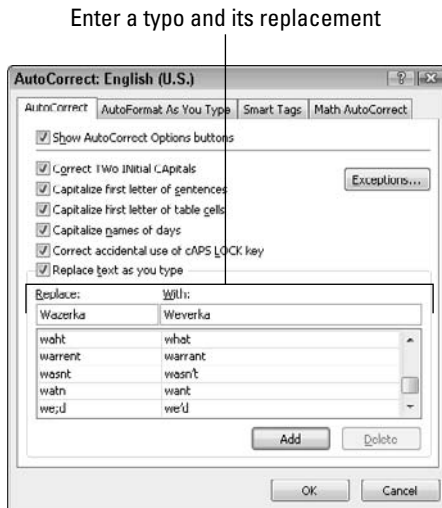 Enter a typo and its replacement
AutoCorrect: English (U.S.)
AutoCorrect AutoFormat As You Type Smart Tags Math AutoCorrect
Show AutoCorrect Options buttons
Correct TWo INitial CApitals
Exceptions...
Capitalize first letter of sentences
Capitalize first letter of table cells
Capitalize names of days
Correct accidental use of cAPS LOCK key
Replace text as you type
Replace: With:
Wazerka Weverka
waht what
warrent warrant
wasnt wasn't
watn want
we;d we'd
Add Delete
OK Cancel